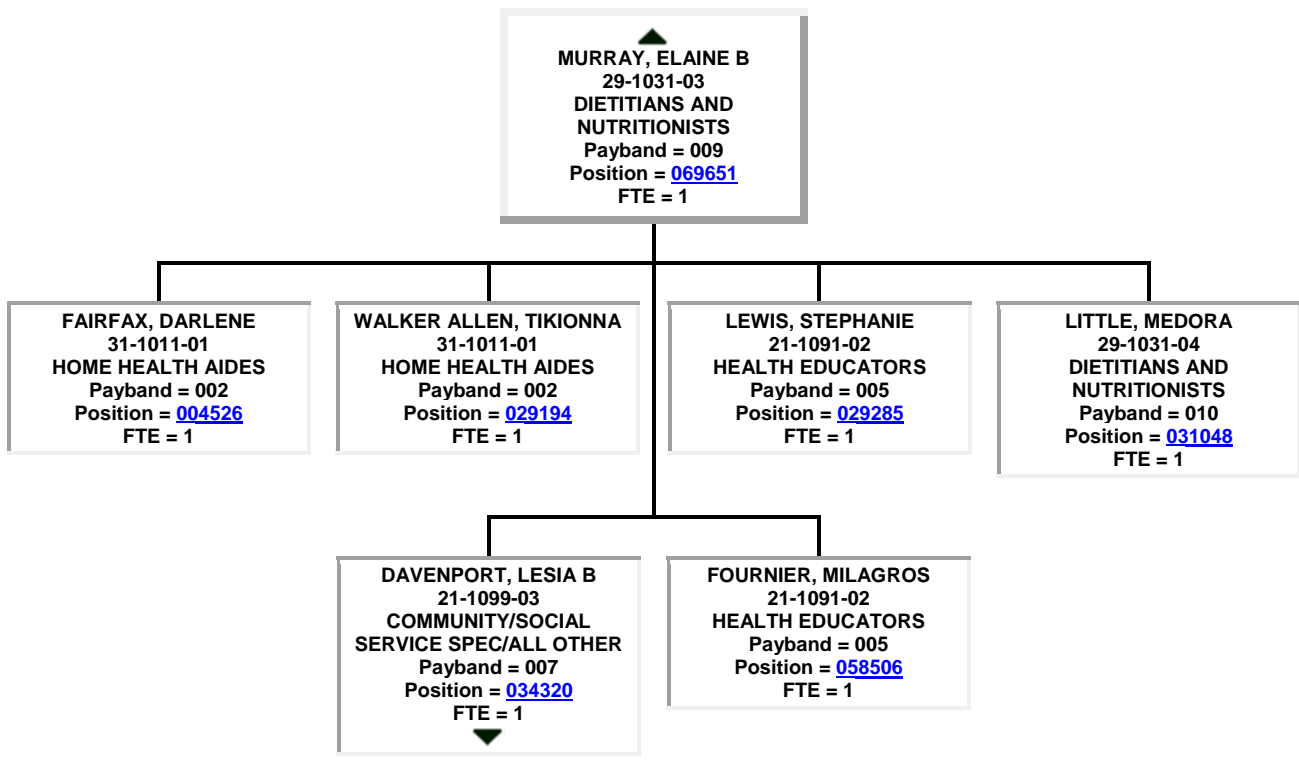 MURRAY, ELAINE B
29-1031-03
DIETITIANS AND
NUTRITIONISTS
Payband = 009
Position = 069651
FTE = 1
FAIRFAX, DARLENE
31-1011-01
HOME HEALTH AIDES
Payband = 002
Position = 004526
FTE = 1
WALKER ALLEN, TIKIONNA
31-1011-01
HOME HEALTH AIDES
Payband = 002
Position = 029194
FTE = 1
LEWIS, STEPHANIE
21-1091-02
HEALTH EDUCATORS
Payband = 005
Position = 029285
FTE = 1
LITTLE, MEDORA
29-1031-04
DIETITIANS AND
NUTRITIONISTS
Payband = 010
Position = 031048
FTE = 1
DAVENPORT, LESIA B
21-1099-03
COMMUNITY/SOCIAL
SERVICE SPEC/ALL OTHER
Payband = 007
Position = 034320
FTE = 1
FOURNIER, MILAGROS
21-1091-02
HEALTH EDUCATORS
Payband = 005
Position = 058506
FTE = 1